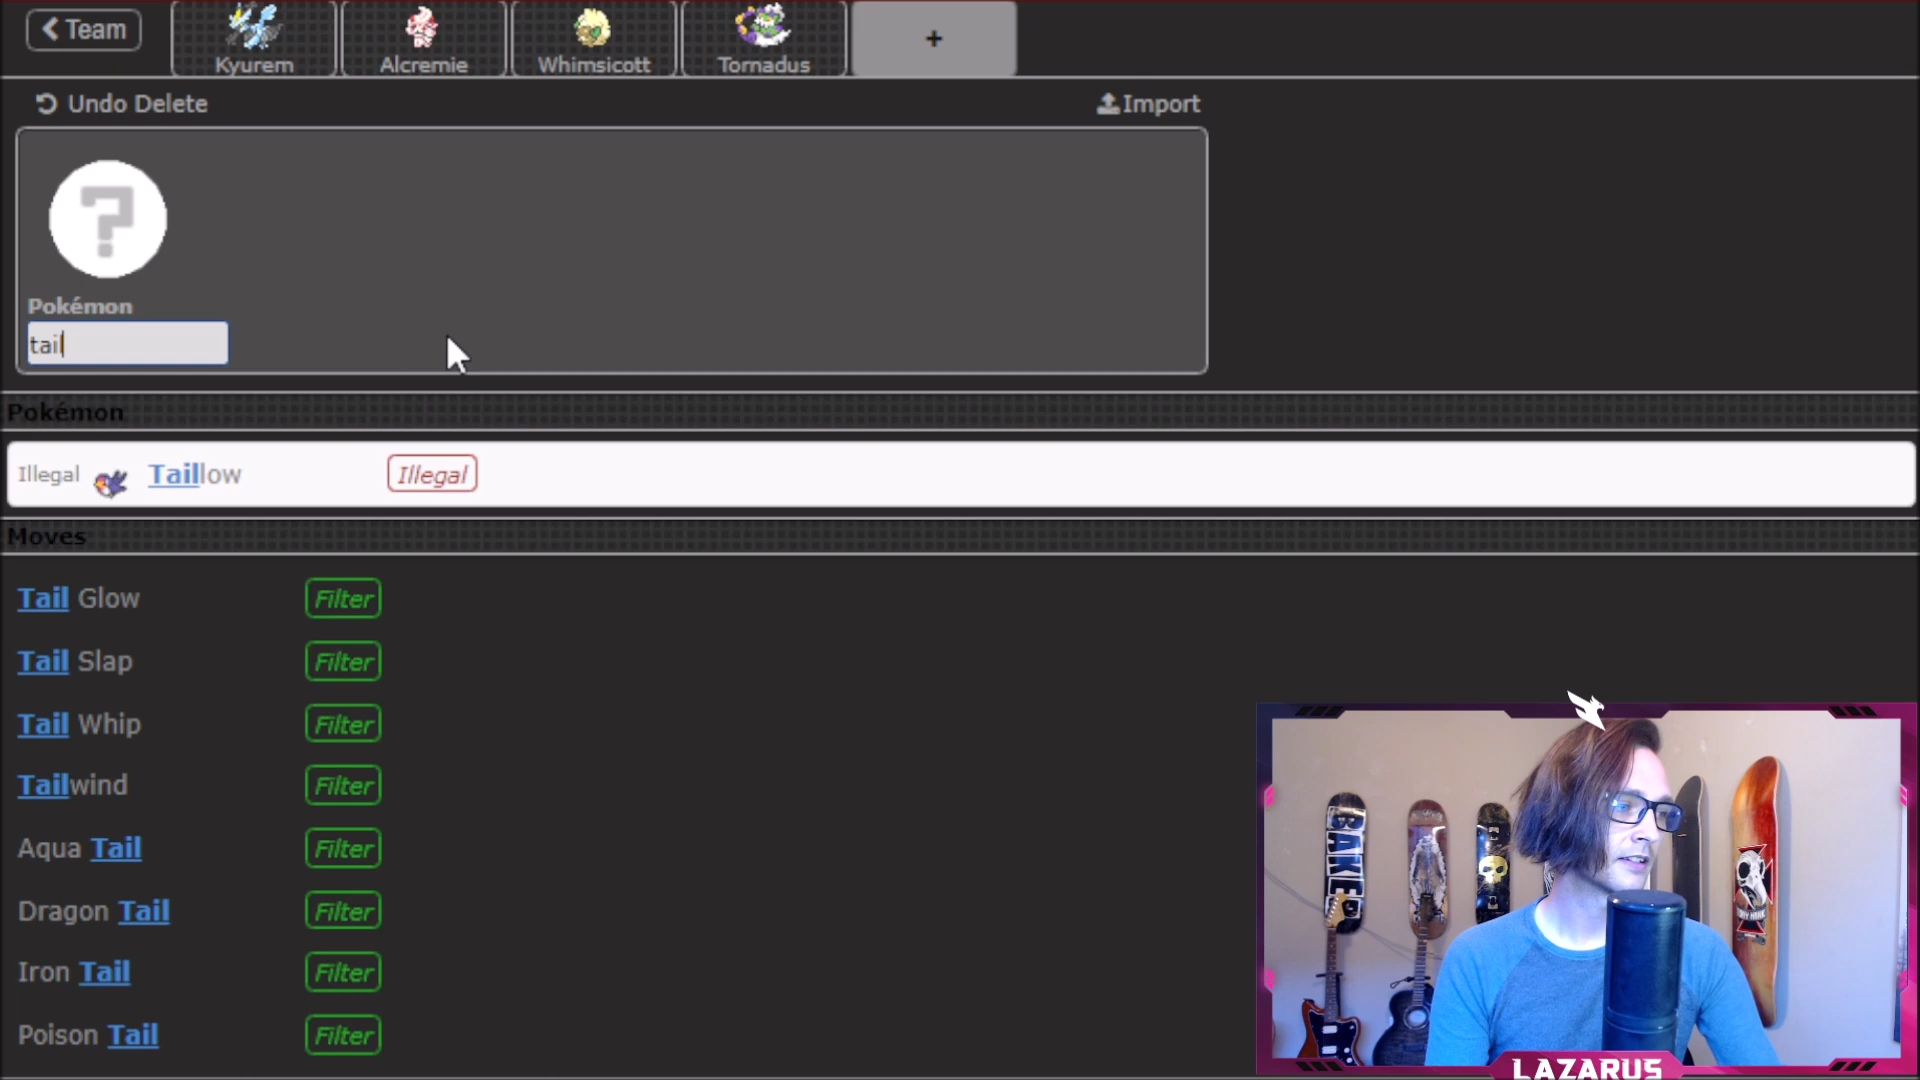 Team
Kyurem
Alcremie
Whimsicott
Tornadus
+
Undo Delete
Import
Pokémon
tail
Pokémon
Illegal Taillow Illegal
Moves
Tail Glow Filter
Tail Slap Filter
Tail Whip Filter
Tailwind Filter
Aqua Tail Filter
Dragon Tail Filter
Iron Tail Filter
Poison Tail Filter
BAKER
LAZARUS